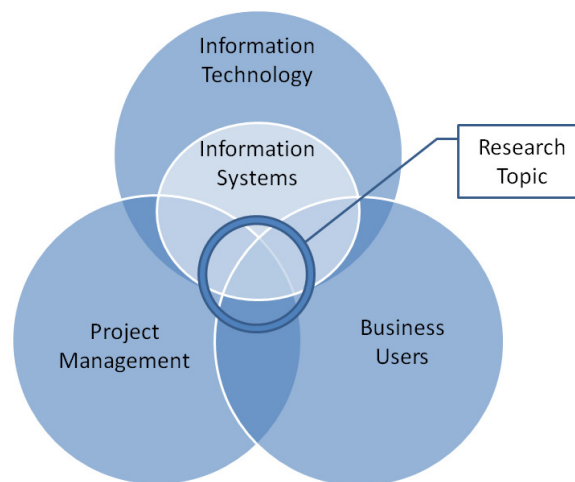 Information
Technology
Information
Systems
Research
Topic
Project
Management
Business
Users